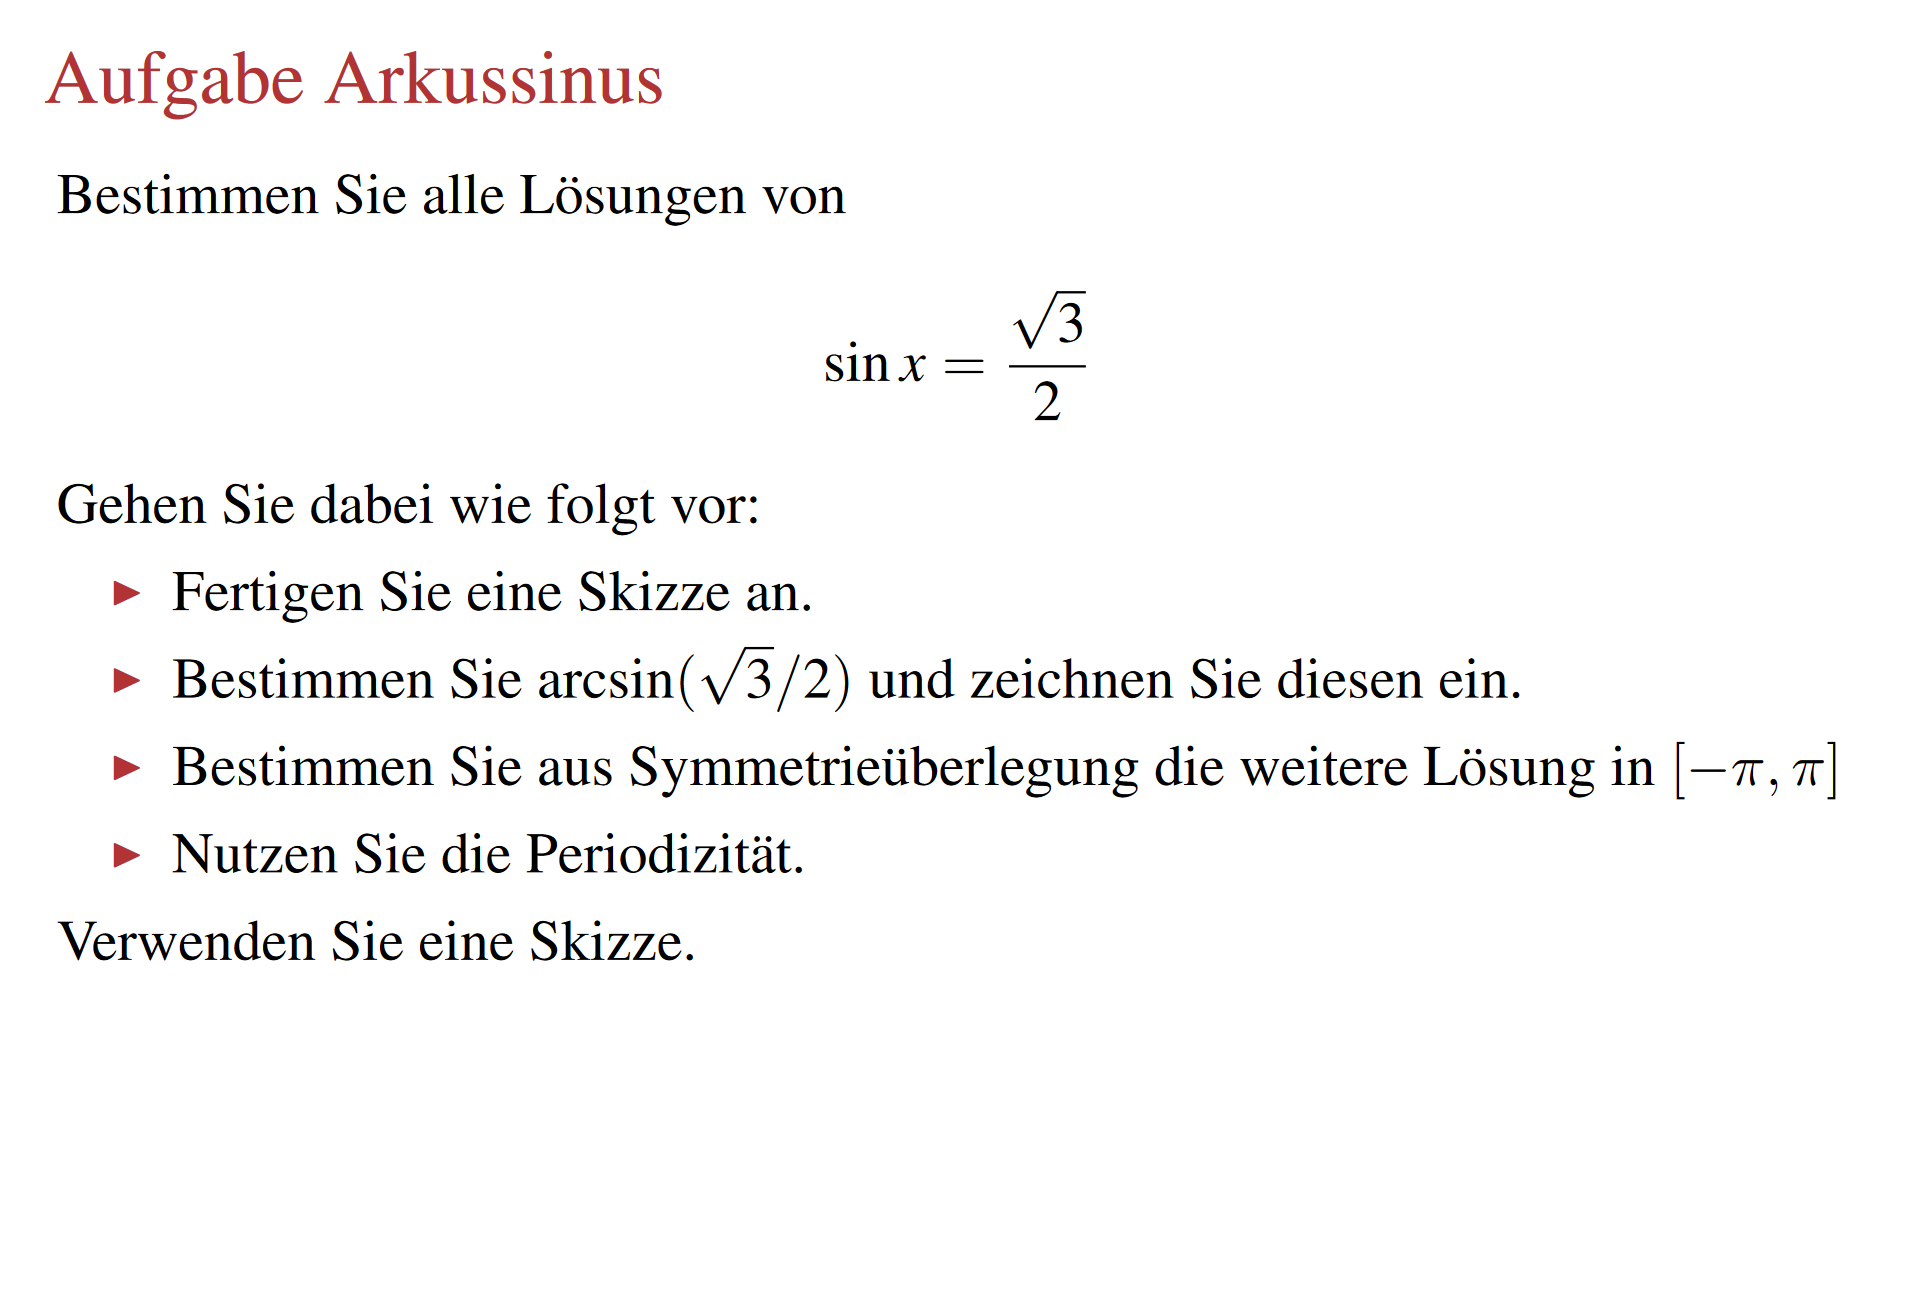 Aufgabe Arkussinus
Bestimmen Sie alle Lösungen von
sin x = √3/2
Gehen Sie dabei wie folgt vor:
▶ Fertigen Sie eine Skizze an.
▶ Bestimmen Sie arcsin(√3/2) und zeichnen Sie diesen ein.
▶ Bestimmen Sie aus Symmetrieüberlegung die weitere Lösung in [−π, π]
▶ Nutzen Sie die Periodizität.
Verwenden Sie eine Skizze.